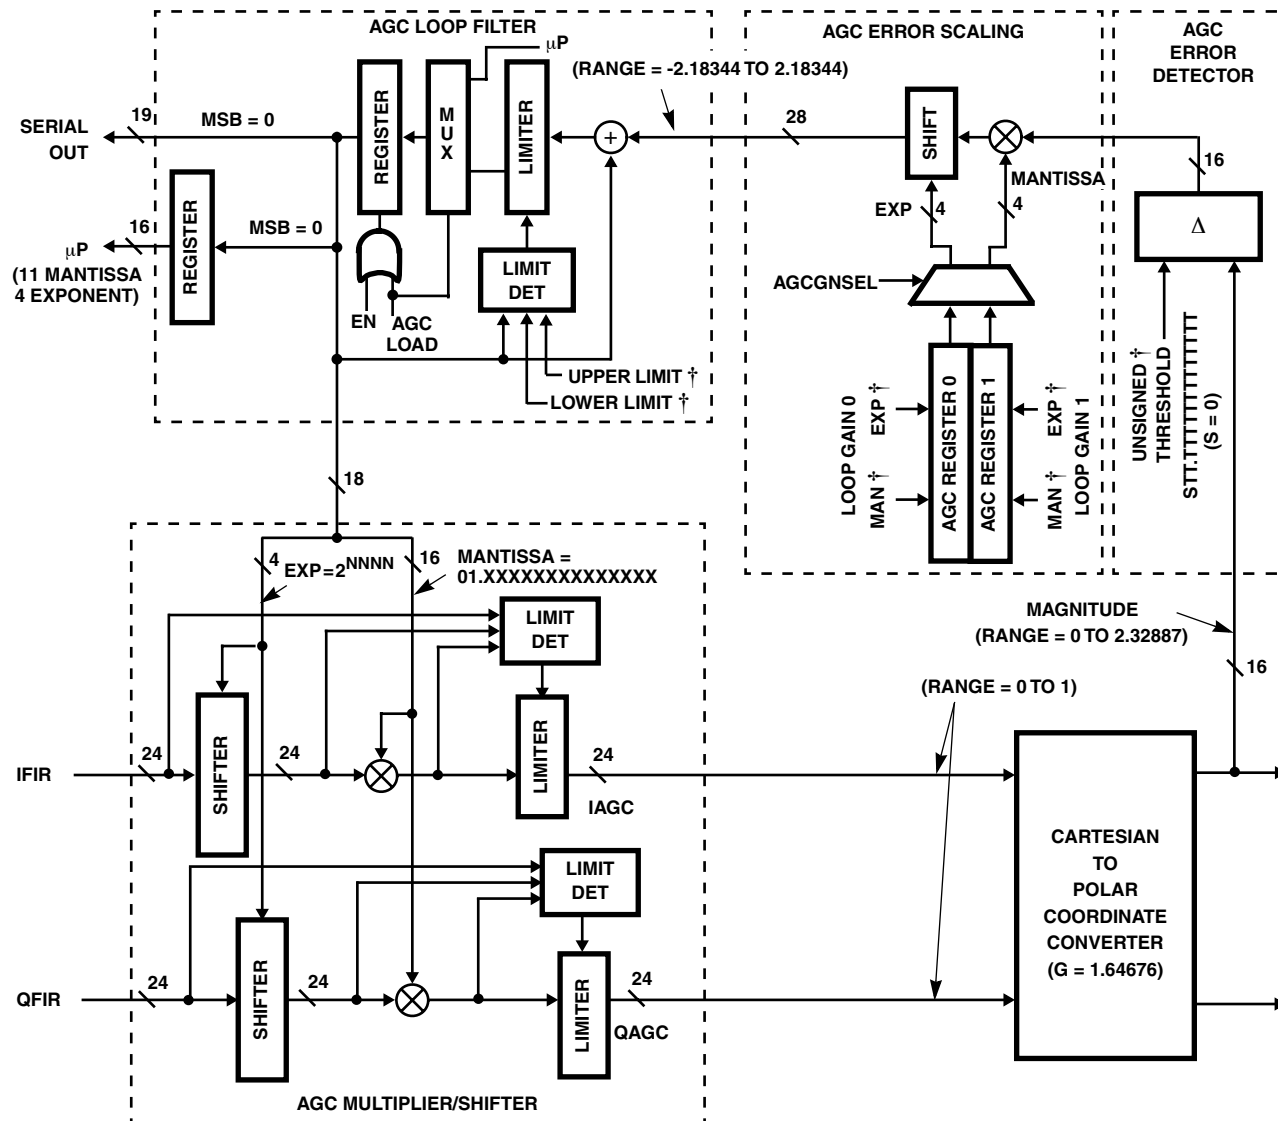 AGC LOOP FILTER
μP
19
SERIAL
OUT
MSB = 0
REGISTER
MUX
LIMITER
16
μP
(11 MANTISSA
4 EXPONENT)
REGISTER
MSB = 0
EN
AGC
LOAD
LIMIT
DET
+
UPPER LIMIT †
LOWER LIMIT †
18
(RANGE = -2.18344 TO 2.18344)
AGC ERROR SCALING
28
SHIFT
MANTISSA
EXP
4
4
AGCGNSEL
AGC REGISTER 0
AGC REGISTER 1
LOOP GAIN 0
MAN † EXP †
MAN † EXP †
LOOP GAIN 1
AGC
ERROR
DETECTOR
16
Δ
UNSIGNED †
THRESHOLD
STT.TTTTTTTTTTTTT
(S = 0)
MAGNITUDE
(RANGE = 0 TO 2.32887)
16
4
EXP=2NNNN
16
MANTISSA =
01.XXXXXXXXXXXXXX
LIMIT
DET
IFIR
24
SHIFTER
24
LIMITER
24
IAGC
(RANGE = 0 TO 1)
LIMIT
DET
QFIR
24
SHIFTER
24
LIMITER
24
QAGC
CARTESIAN
TO
POLAR
COORDINATE
CONVERTER
(G = 1.64676)
AGC MULTIPLIER/SHIFTER